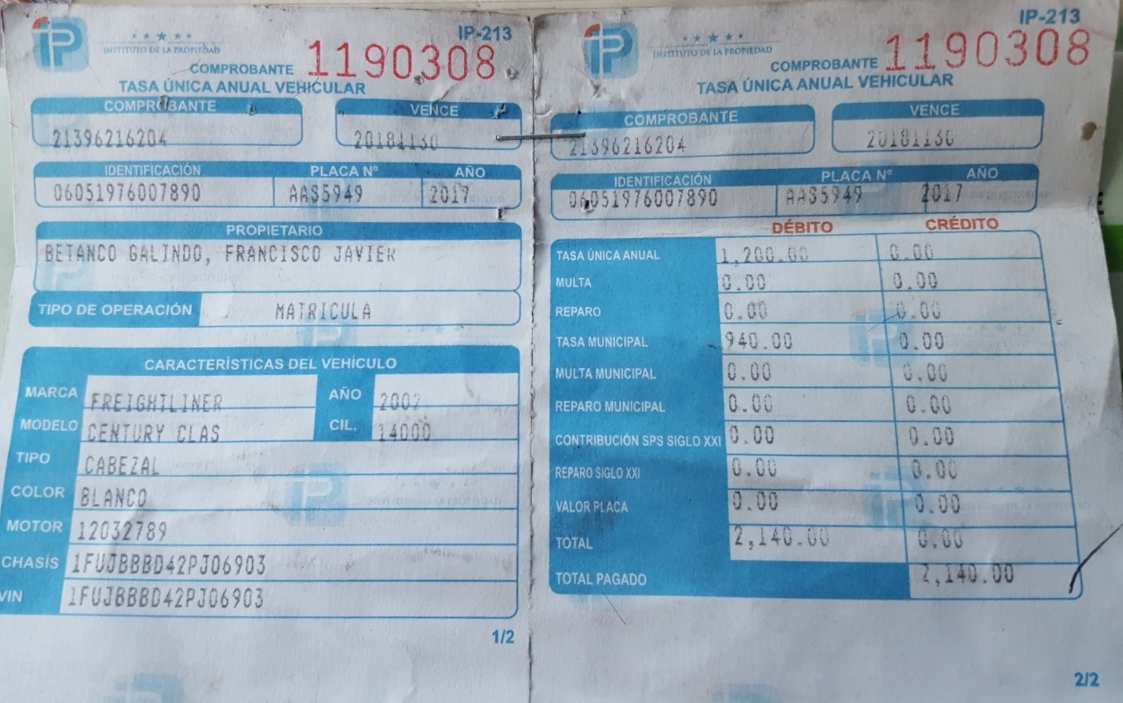 iP
INSTITUTO DE LA PROPIEDAD
IP-213
COMPROBANTE 1190308
TASA ÚNICA ANUAL VEHICULAR
COMPROBANTE VENCE
21396216204 20181130
IDENTIFICACIÓN PLACA Nº AÑO
06051976007890 AAS5949 2017
PROPIETARIO
BETANCO GALINDO, FRANCISCO JAVIER
TIPO DE OPERACIÓN MATRICULA
CARACTERÍSTICAS DEL VEHÍCULO
MARCA FREIGHTLINER AÑO 2002
MODELO CENTURY CLAS CIL. 14000
TIPO CABEZAL
COLOR BLANCO
MOTOR 12032789
CHASÍS 1FUJBBBD42PJ06903
VIN 1FUJBBBD42PJ06903
1/2
iP
INSTITUTO DE LA PROPIEDAD
IP-213
COMPROBANTE 1190308
TASA ÚNICA ANUAL VEHICULAR
COMPROBANTE VENCE
21396216204 20181130
IDENTIFICACIÓN PLACA Nº AÑO
06051976007890 AAS5949 2017
DÉBITO CRÉDITO
TASA ÚNICA ANUAL 1,200.00 0.00
MULTA 0.00 0.00
REPARO 0.00 0.00
TASA MUNICIPAL 940.00 0.00
MULTA MUNICIPAL 0.00 0.00
REPARO MUNICIPAL 0.00 0.00
CONTRIBUCIÓN SPS SIGLO XXI 0.00 0.00
REPARO SIGLO XXI 0.00 0.00
VALOR PLACA 0.00 0.00
TOTAL 2,140.00 0.00
TOTAL PAGADO 2,140.00
2/2